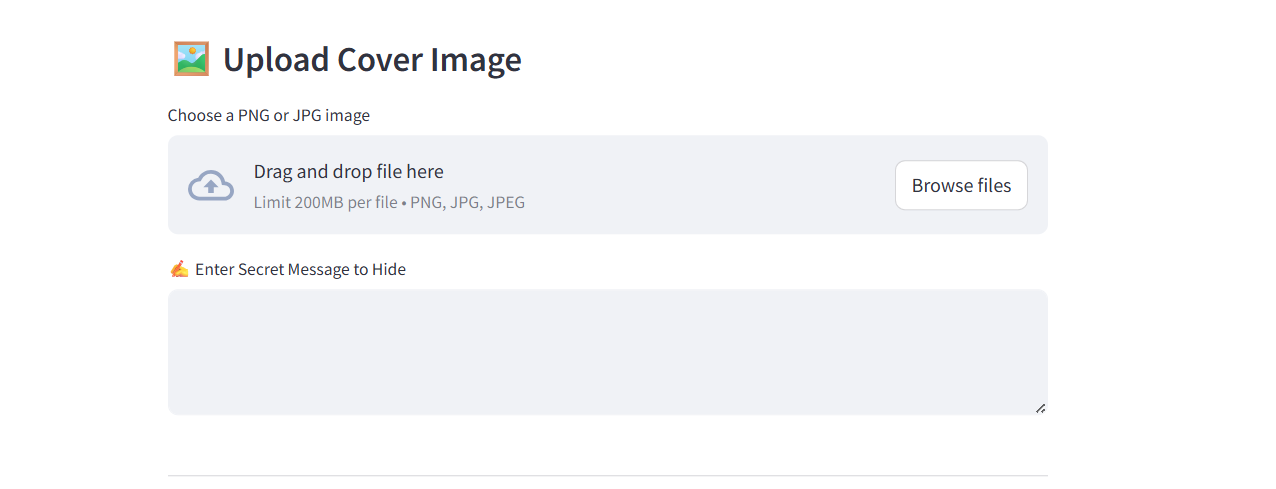 Upload Cover Image
Choose a PNG or JPG image
Drag and drop file here
Limit 200MB per file • PNG, JPG, JPEG
Browse files
✍️ Enter Secret Message to Hide